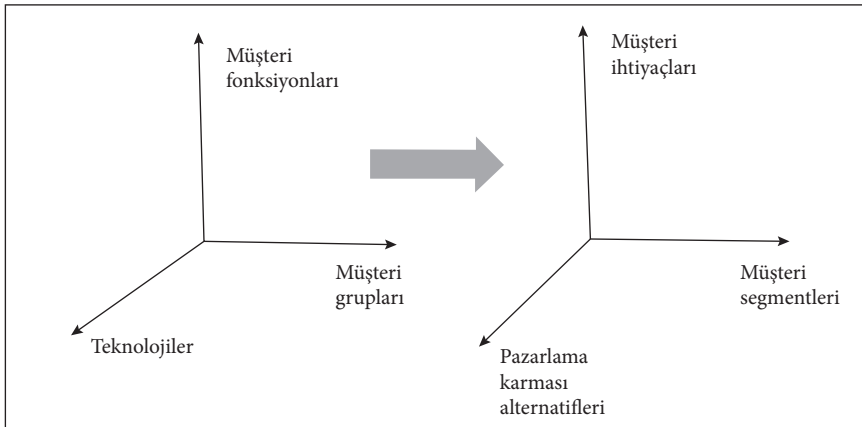 Müşteri
fonksiyonları
Müşteri
grupları
Teknolojiler
Müşteri
ihtiyaçları
Müşteri
segmentleri
Pazarlama
karması
alternatifleri